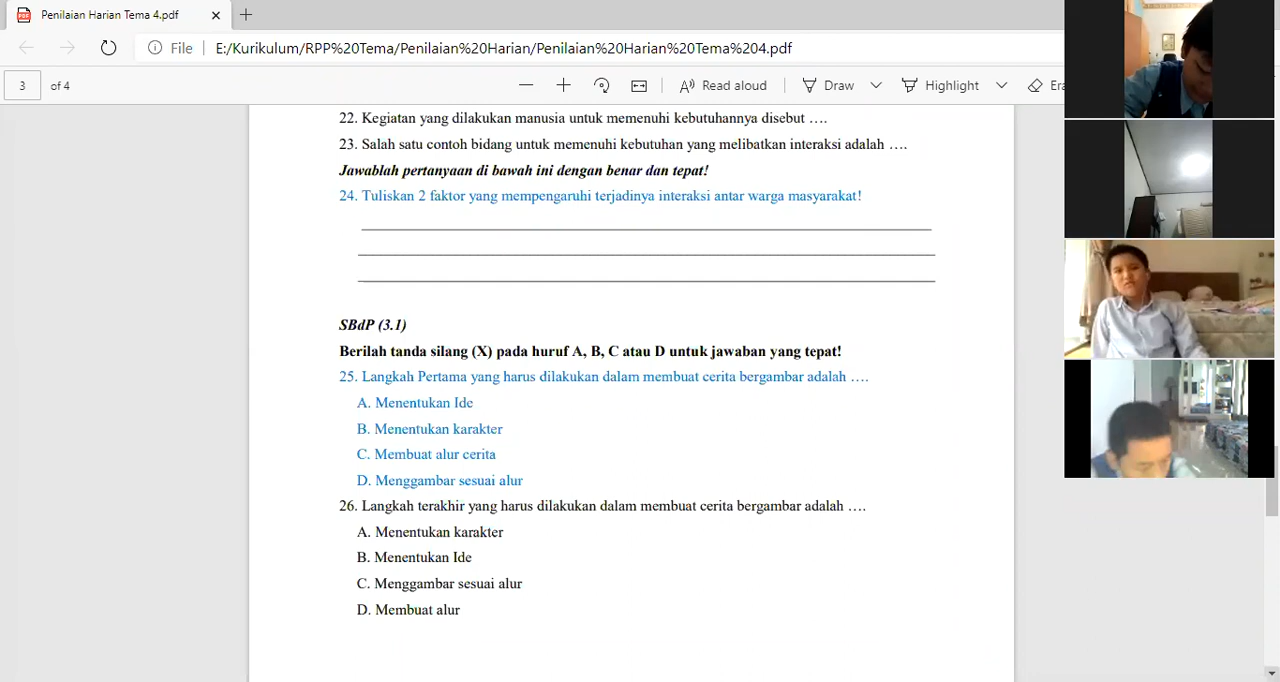 Penilaian Harian Tema 4.pdf
File E:/Kurikulum/RPP%20Tema/Penilaian%20Harian/Penilaian%20Harian%20Tema%204.pdf
3 of 4 Read aloud Draw Highlight Era
22. Kegiatan yang dilakukan manusia untuk memenuhi kebutuhannya disebut ….
23. Salah satu contoh bidang untuk memenuhi kebutuhan yang melibatkan interaksi adalah ….
Jawablah pertanyaan di bawah ini dengan benar dan tepat!
24. Tuliskan 2 faktor yang mempengaruhi terjadinya interaksi antar warga masyarakat!
SBdP (3.1)
Berilah tanda silang (X) pada huruf A, B, C atau D untuk jawaban yang tepat!
25. Langkah Pertama yang harus dilakukan dalam membuat cerita bergambar adalah ….
A. Menentukan Ide
B. Menentukan karakter
C. Membuat alur cerita
D. Menggambar sesuai alur
26. Langkah terakhir yang harus dilakukan dalam membuat cerita bergambar adalah ….
A. Menentukan karakter
B. Menentukan Ide
C. Menggambar sesuai alur
D. Membuat alur